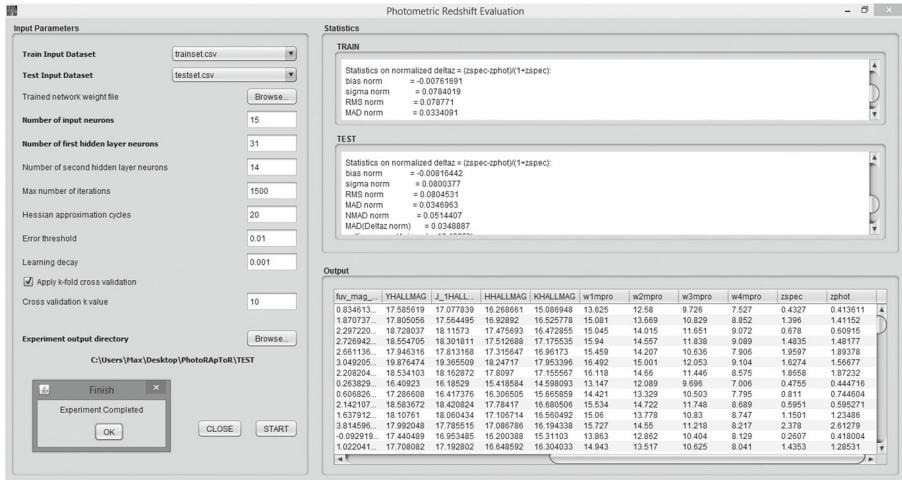 Photometric Redshift Evaluation
Input Parameters
Train Input Dataset trainset.csv
Test Input Dataset testset.csv
Trained network weight file Browse...
Number of input neurons 15
Number of first hidden layer neurons 31
Number of second hidden layer neurons 14
Max number of iterations 1500
Hessian approximation cycles 20
Error threshold 0.01
Learning decay 0.001
Apply k-fold cross validation
Cross validation k value 10
Experiment output directory Browse...
C:\Users\Max\Desktop\PhotoRApToR\TEST
Finish
Experiment Completed
OK
CLOSE START
Statistics
TRAIN
Statistics on normalized deltaz = (zspec-zphot)/(1+zspec):
bias norm = -0.00761691
sigma norm = 0.0784019
RMS norm = 0.078771
MAD norm = 0.0334091
TEST
Statistics on normalized deltaz = (zspec-zphot)/(1+zspec):
bias norm = -0.00816442
sigma norm = 0.0800377
RMS norm = 0.0804531
MAD norm = 0.0346963
NMAD norm = 0.0514407
MAD(Deltaz norm) = 0.0348887
Output
fuv_mag_... YHALLMAG J_1HALL... HHALLMAG KHALLMAG w1mpro w2mpro w3mpro w4mpro zspec zphot
0.834613... 17.585619 17.077839 16.268661 15.086948 13.625 12.58 9.726 7.527 0.4327 0.413611
1.870737... 17.805056 17.564495 16.92892 16.525778 15.081 13.669 10.829 8.852 1.396 1.41152
2.297220... 18.728037 18.11573 17.475693 16.472855 15.045 14.015 11.651 9.072 0.678 0.60915
2.726942... 18.554705 18.301811 17.512688 17.175535 15.94 14.557 11.838 9.089 1.4835 1.48177
2.661136... 17.946316 17.813168 17.315647 16.96173 15.459 14.207 10.636 7.906 1.9597 1.89378
3.049205... 19.876474 19.365509 18.24717 17.953396 16.492 15.001 12.053 9.104 1.6274 1.56677
2.208204... 18.534103 18.162872 17.8097 17.155567 16.118 14.66 11.446 8.575 1.8658 1.87232
0.263829... 16.40923 16.18529 15.418584 14.598093 13.147 12.089 9.696 7.006 0.4755 0.444716
0.606826... 17.286608 16.417376 16.306505 15.665859 14.421 13.329 10.503 7.795 0.811 0.744604
2.142107... 18.583672 18.420824 17.78417 16.680506 15.534 14.722 11.748 8.689 0.5951 0.595271
1.637912... 18.10761 18.060434 17.106714 16.560492 15.06 13.778 10.83 8.747 1.1501 1.23486
3.814596... 17.992048 17.785515 17.086786 16.194338 15.727 14.55 11.218 8.217 2.378 2.61279
-0.092919... 17.440489 16.953485 16.200388 15.31103 13.863 12.862 10.404 8.129 0.2607 0.418004
1.022041... 17.708082 17.192802 16.648592 16.304033 14.943 13.517 10.625 8.041 1.4353 1.28531